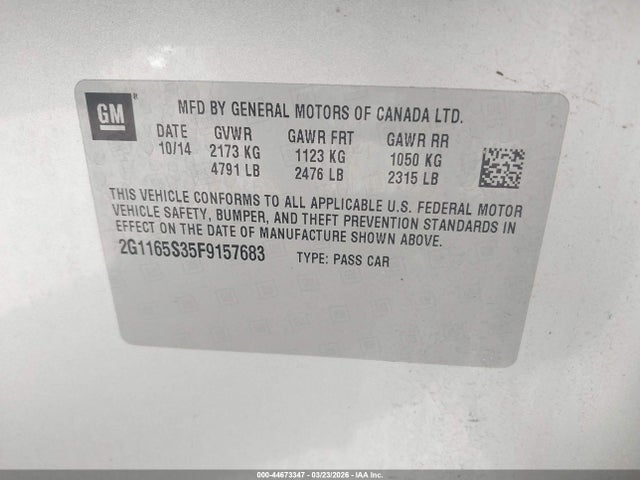 GM ®
MFD BY GENERAL MOTORS OF CANADA LTD.
DATE GVWR GAWR FRT GAWR RR
10/14 2173 KG 1123 KG 1050 KG
4791 LB 2476 LB 2315 LB
THIS VEHICLE CONFORMS TO ALL APPLICABLE U.S. FEDERAL MOTOR
VEHICLE SAFETY, BUMPER, AND THEFT PREVENTION STANDARDS IN
EFFECT ON THE DATE OF MANUFACTURE SHOWN ABOVE.
2G1165S35F9157683 TYPE: PASS CAR
000-44673347 | 03/23/2026 | IAA Inc.